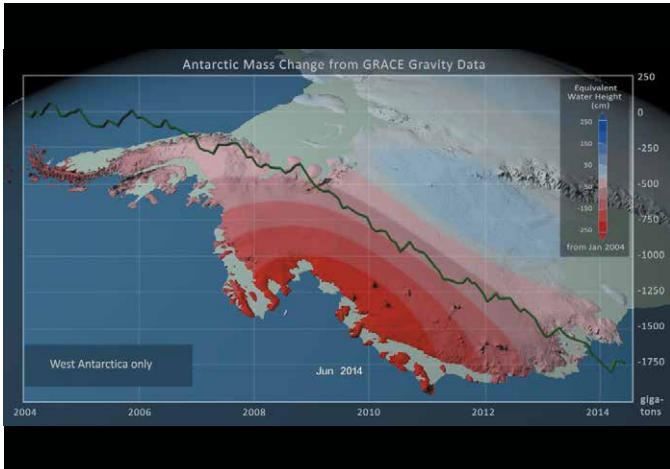 Antarctic Mass Change from GRACE Gravity Data
250
Equivalent
Water Height
(cm)
250
150
50
-50
-150
-250
from Jan 2004
0
-250
-500
-750
-1000
-1250
-1500
-1750
giga-
tons
West Antarctica only
Jun 2014
2004
2006
2008
2010
2012
2014